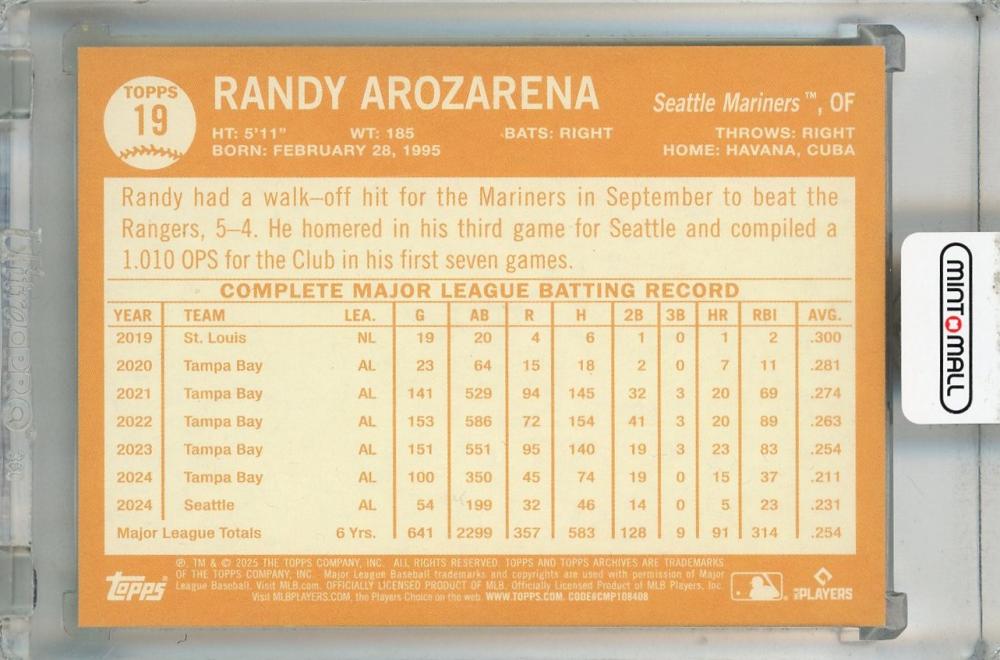 TOPPS
19
RANDY AROZARENA
Seattle Mariners™, OF
HT: 5'11" WT: 185 BATS: RIGHT THROWS: RIGHT
BORN: FEBRUARY 28, 1995 HOME: HAVANA, CUBA
Randy had a walk–off hit for the Mariners in September to beat the
Rangers, 5–4. He homered in his third game for Seattle and compiled a
1.010 OPS for the Club in his first seven games.
COMPLETE MAJOR LEAGUE BATTING RECORD
YEAR TEAM LEA. G AB R H 2B 3B HR RBI AVG.
2019 St. Louis NL 19 20 4 6 1 0 1 2 .300
2020 Tampa Bay AL 23 64 15 18 2 0 7 11 .281
2021 Tampa Bay AL 141 529 94 145 32 3 20 69 .274
2022 Tampa Bay AL 153 586 72 154 41 3 20 89 .263
2023 Tampa Bay AL 151 551 95 140 19 3 23 83 .254
2024 Tampa Bay AL 100 350 45 74 19 0 15 37 .211
2024 Seattle AL 54 199 32 46 14 0 5 23 .231
Major League Totals 6 Yrs. 641 2299 357 583 128 9 91 314 .254
®, TM & © 2025 THE TOPPS COMPANY, INC. ALL RIGHTS RESERVED. TOPPS AND TOPPS ARCHIVES ARE TRADEMARKS
OF THE TOPPS COMPANY, INC. Major League Baseball trademarks and copyrights are used with permission of Major
League Baseball. Visit MLB.com. OFFICIALLY LICENSED PRODUCT OF MLB. Officially Licensed Product of MLB Players, Inc.
Visit MLBPLAYERS.COM, the Players Choice on the web. WWW.TOPPS.COM. CODE#CMP108408
Topps
PLAYERS
MINT MALL